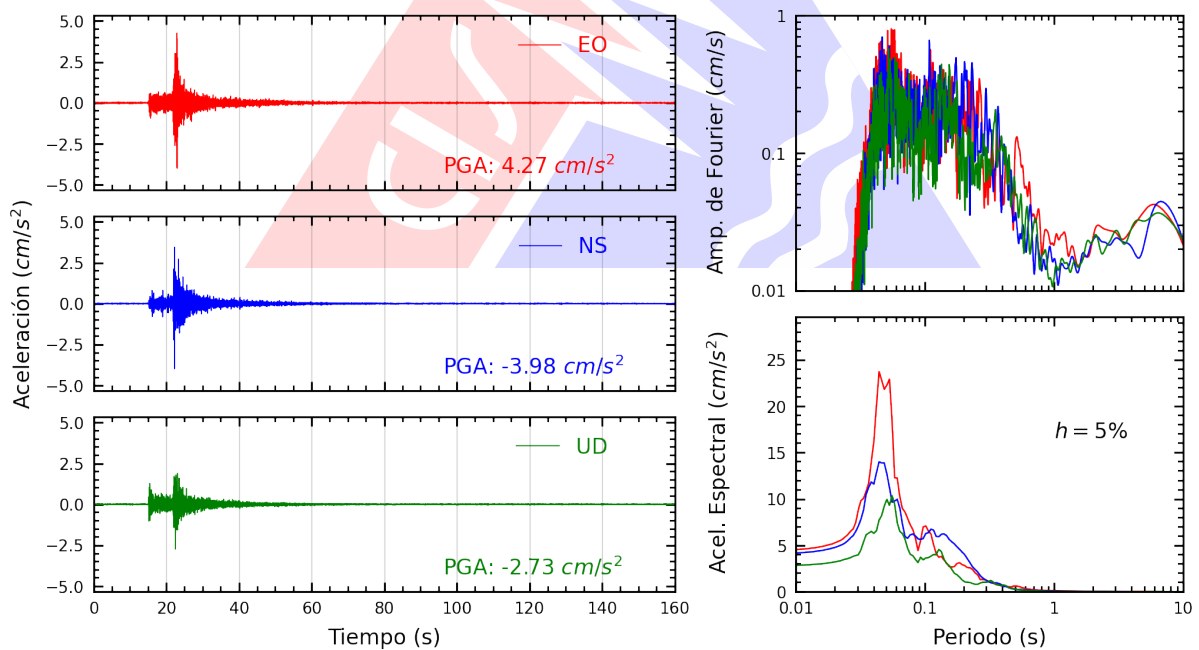 Aceleración (cm/s²)
5.0
2.5
0.0
−2.5
−5.0
EO
PGA: 4.27 cm/s²
5.0
2.5
0.0
−2.5
−5.0
NS
PGA: -3.98 cm/s²
5.0
2.5
0.0
−2.5
−5.0
UD
PGA: -2.73 cm/s²
0 20 40 60 80 100 120 140 160
Tiempo (s)
Amp. de Fourier (cm/s)
1
0.1
0.01
Acel. Espectral (cm/s²)
25
20
15
10
5
0
h = 5%
0.01 0.1 1 10
Periodo (s)
CIS